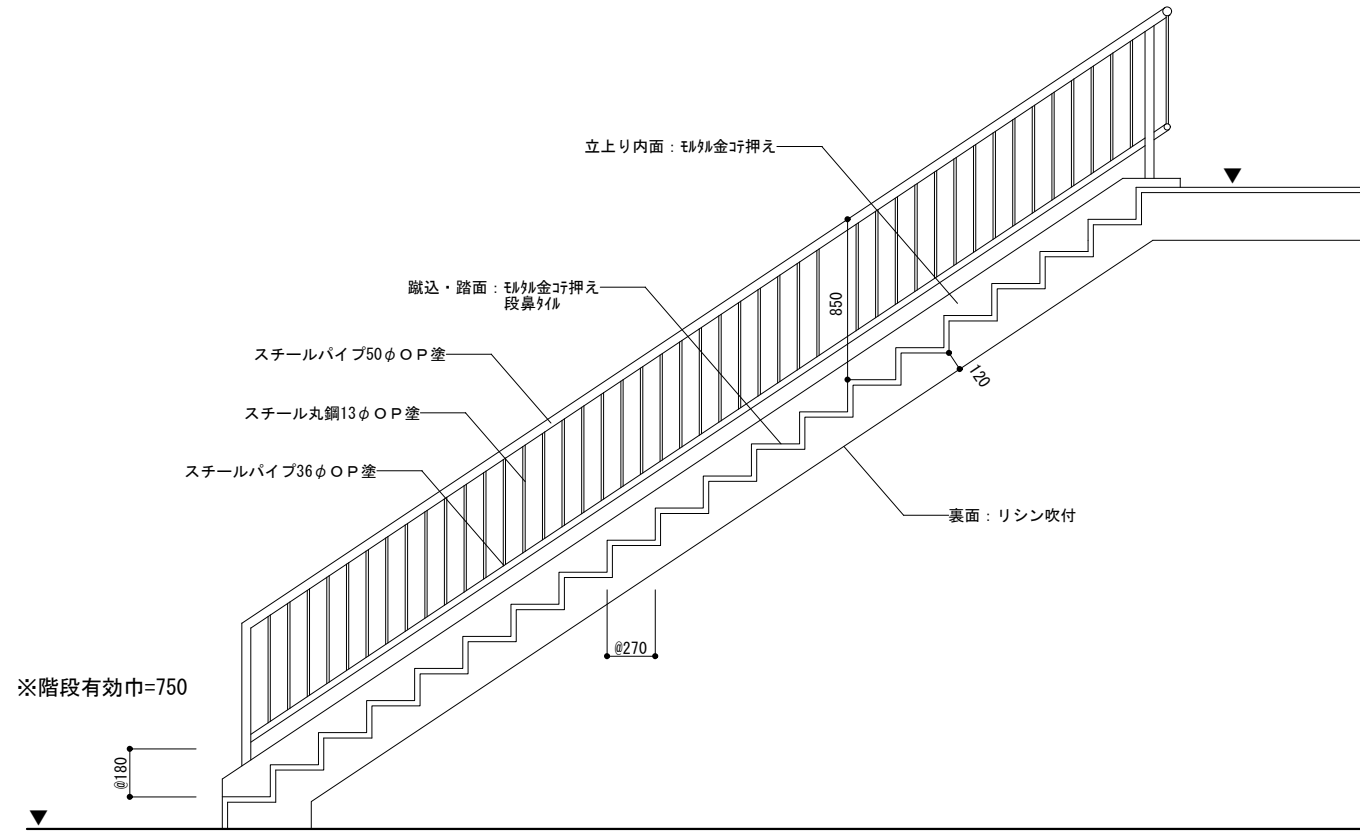 立上り内面：ﾓﾙﾀﾙ金ｺﾃ押え
蹴込・踏面：ﾓﾙﾀﾙ金ｺﾃ押え
段鼻ﾀｲﾙ
850
スチールパイプ50φＯＰ塗
120
スチール丸鋼13φＯＰ塗
スチールパイプ36φＯＰ塗
裏面：リシン吹付
@270
※階段有効巾=750
@180